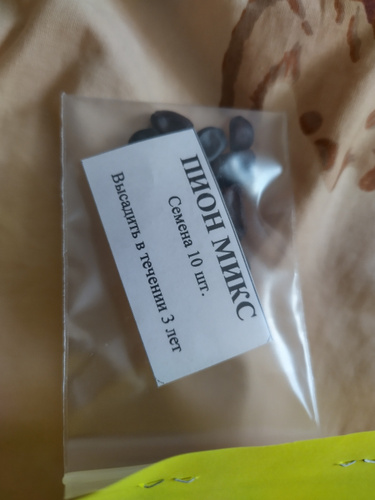 ПИОН МИКС
Семена 10 шт.
Высадить в течении 3 лет